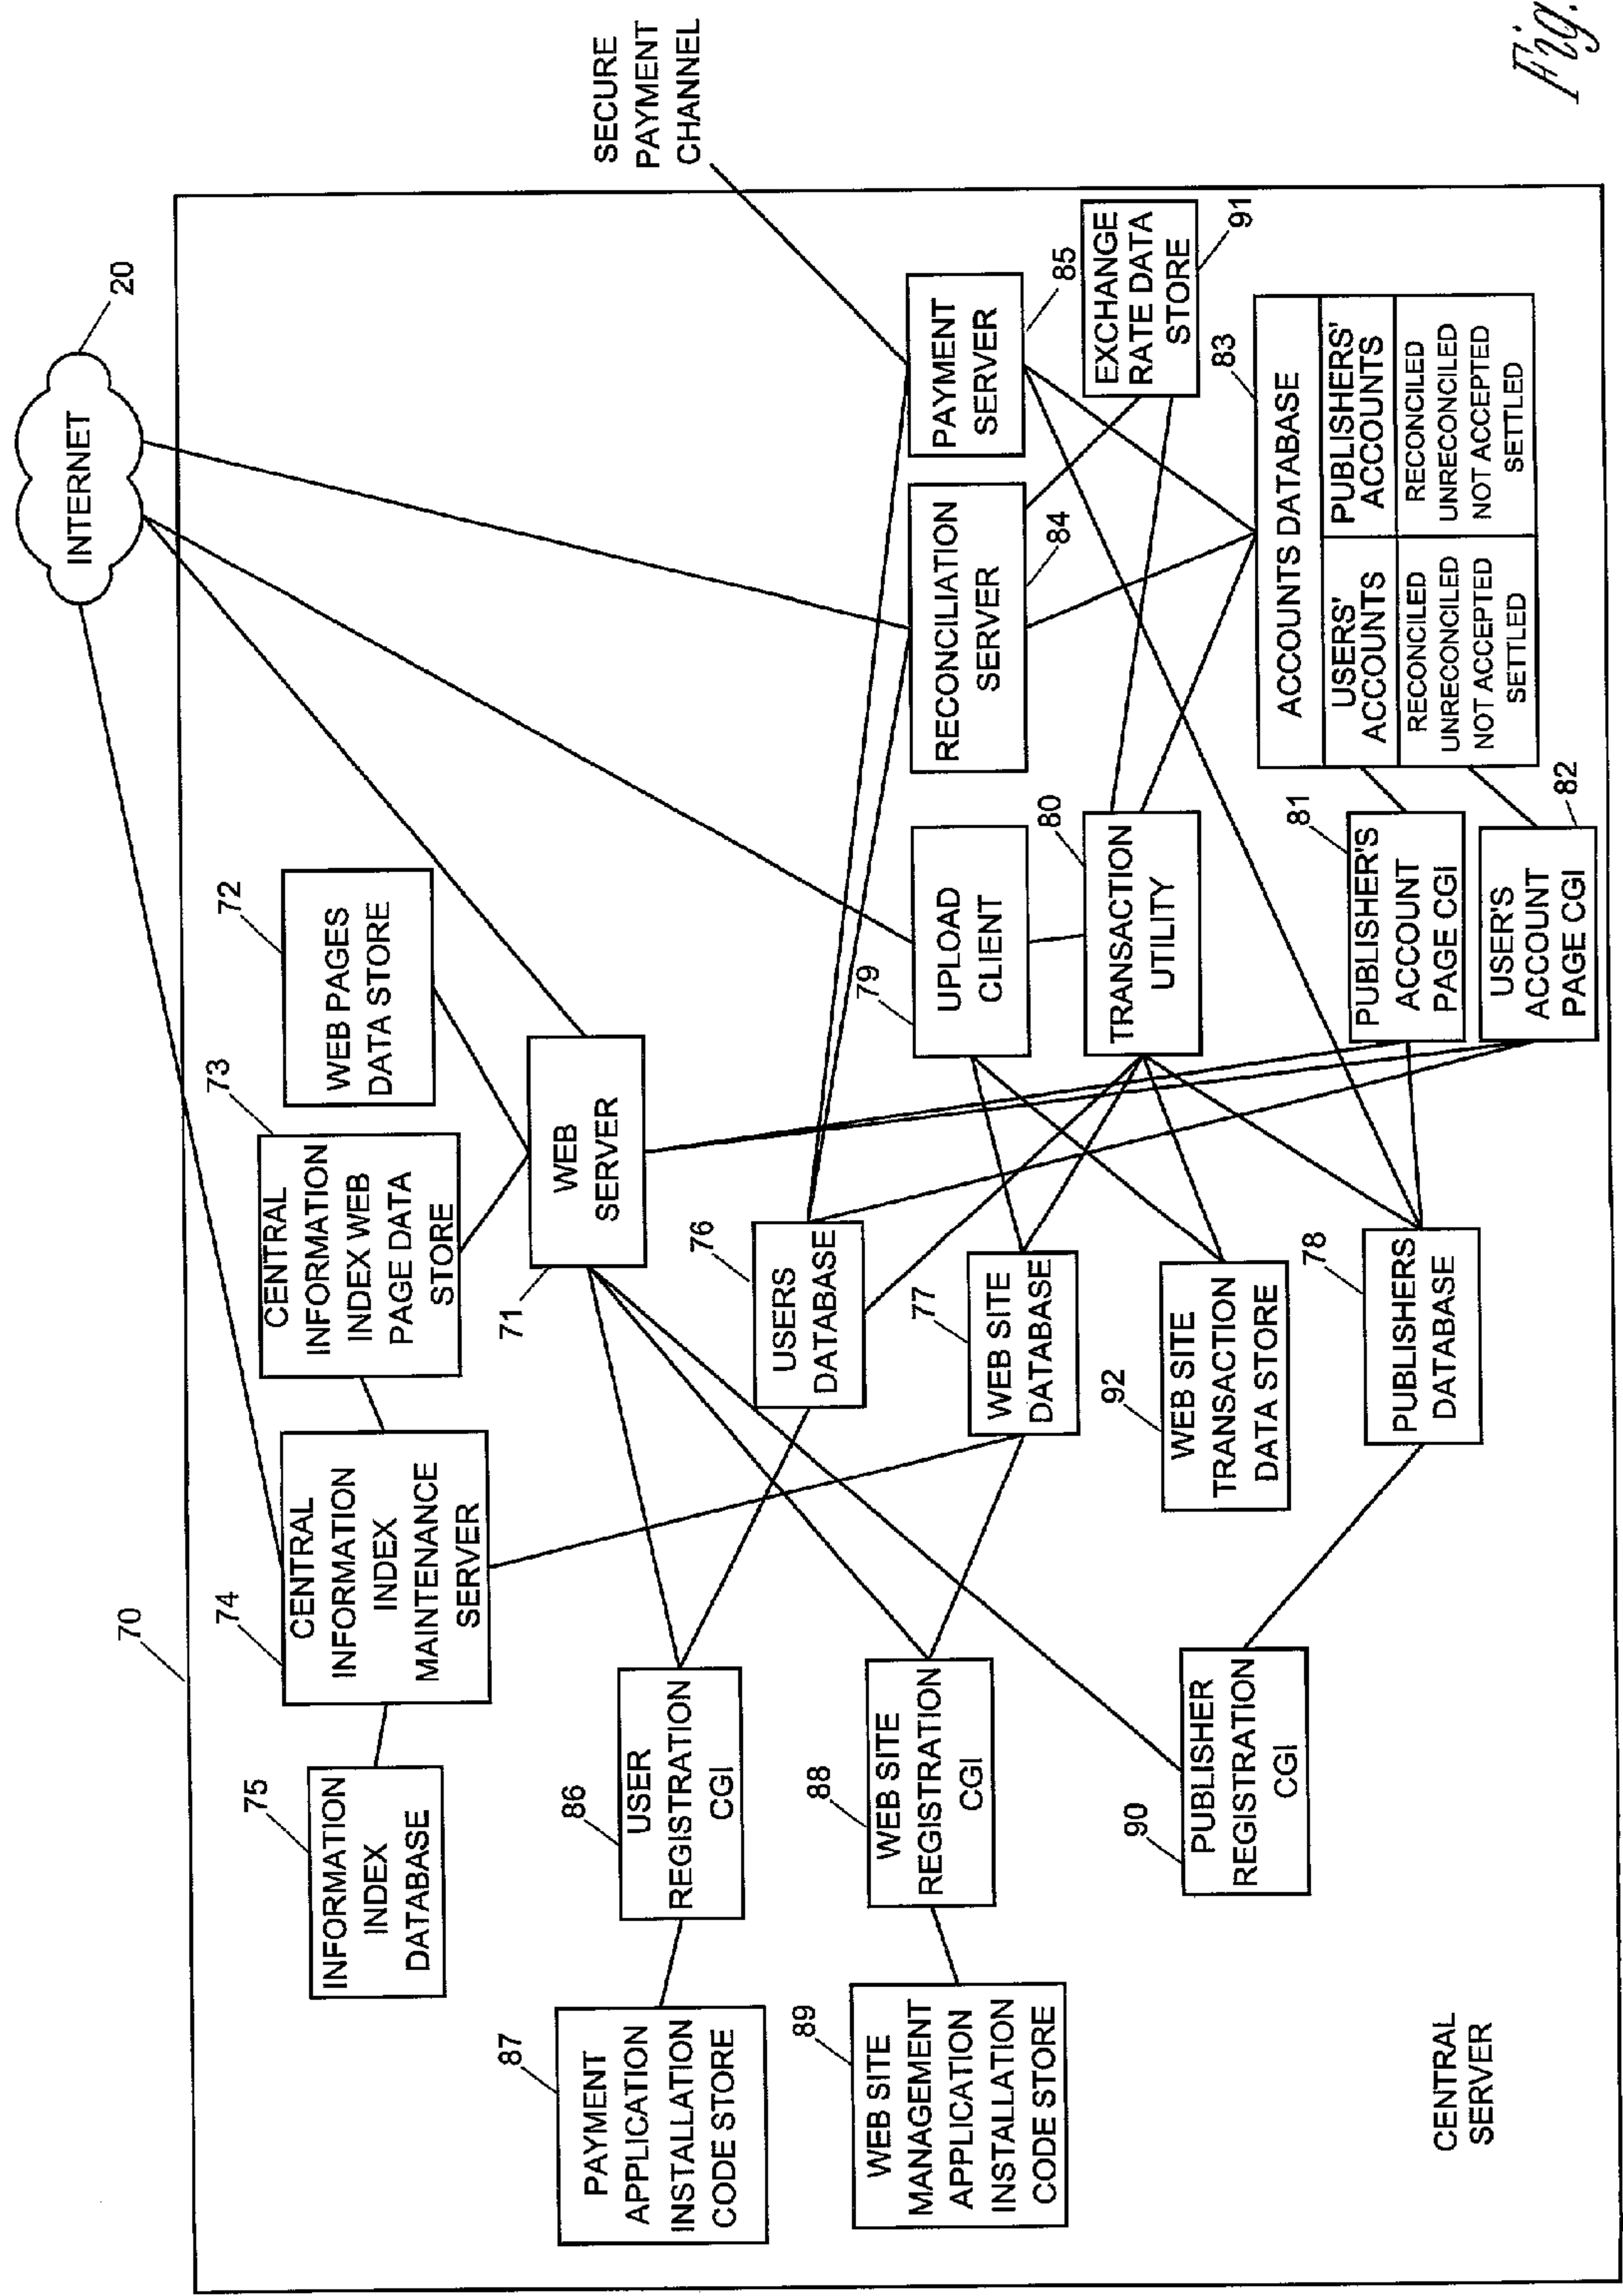 INTERNET
20
70
SECURE
PAYMENT
CHANNEL
75
INFORMATION
INDEX
DATABASE
74
CENTRAL
INFORMATION
INDEX
MAINTENANCE
SERVER
73
CENTRAL
INFORMATION
INDEX WEB
PAGE DATA
STORE
72
WEB PAGES
DATA STORE
87
PAYMENT
APPLICATION
INSTALLATION
CODE STORE
86
USER
REGISTRATION
CGI
71
WEB
SERVER
76
USERS
DATABASE
89
WEB SITE
MANAGEMENT
APPLICATION
INSTALLATION
CODE STORE
88
WEB SITE
REGISTRATION
CGI
77
WEB SITE
DATABASE
79
UPLOAD
CLIENT
RECONCILIATION
SERVER
84
PAYMENT
SERVER
85
90
PUBLISHER
REGISTRATION
CGI
92
WEB SITE
TRANSACTION
DATA STORE
80
TRANSACTION
UTILITY
EXCHANGE
RATE DATA
STORE
91
78
PUBLISHERS
DATABASE
81
PUBLISHER'S
ACCOUNT
PAGE CGI
USER'S
ACCOUNT
PAGE CGI
82
83
ACCOUNTS DATABASE
USERS'
ACCOUNTS
RECONCILED
UNRECONCILED
NOT ACCEPTED
SETTLED
PUBLISHERS'
ACCOUNTS
RECONCILED
UNRECONCILED
NOT ACCEPTED
SETTLED
CENTRAL
SERVER
Fig.